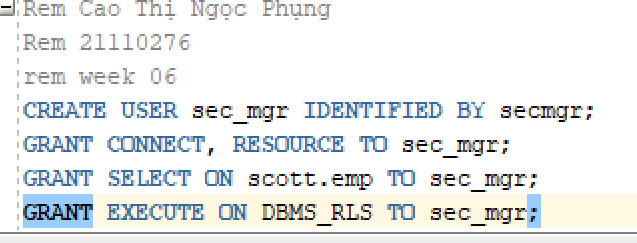 Rem Cao Thị Ngọc Phụng
Rem 21110276
rem week 06
CREATE USER sec_mgr IDENTIFIED BY secmgr;
GRANT CONNECT, RESOURCE TO sec_mgr;
GRANT SELECT ON scott.emp TO sec_mgr;
GRANT EXECUTE ON DBMS_RLS TO sec_mgr;